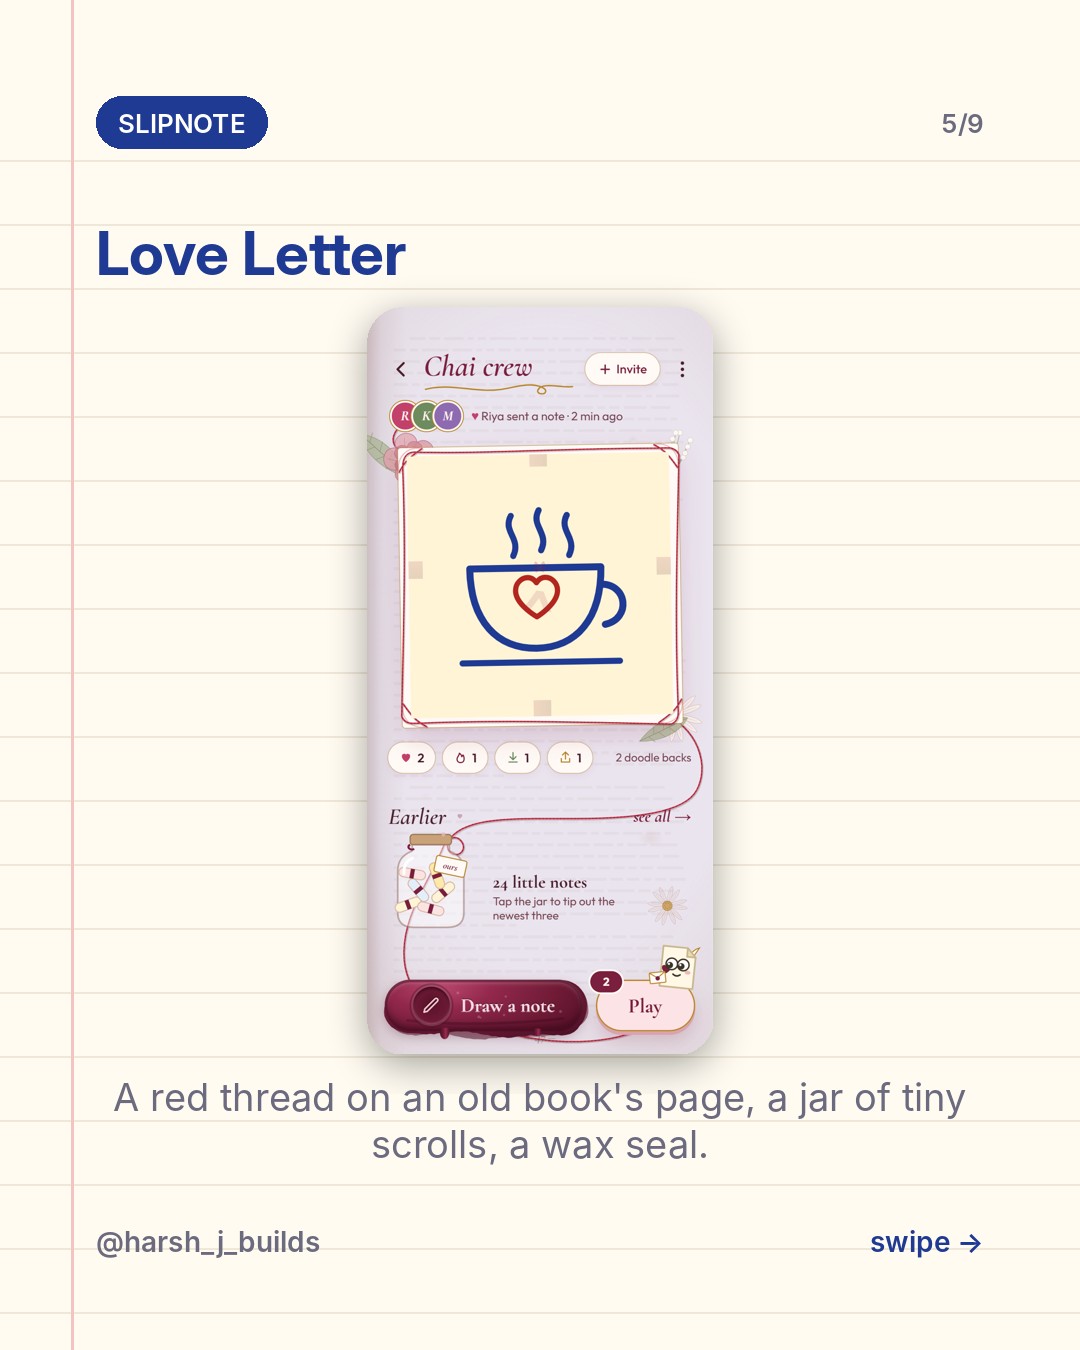 SLIPNOTE
5/9
Love Letter
Chai crew
+ Invite
R K M
Riya sent a note · 2 min ago
2 1 1 1 2 doodle backs
Earlier see all →
ours
24 little notes
Tap the jar to tip out the
newest three
2
Draw a note Play
A red thread on an old book's page, a jar of tiny
scrolls, a wax seal.
@harsh_j_builds swipe →